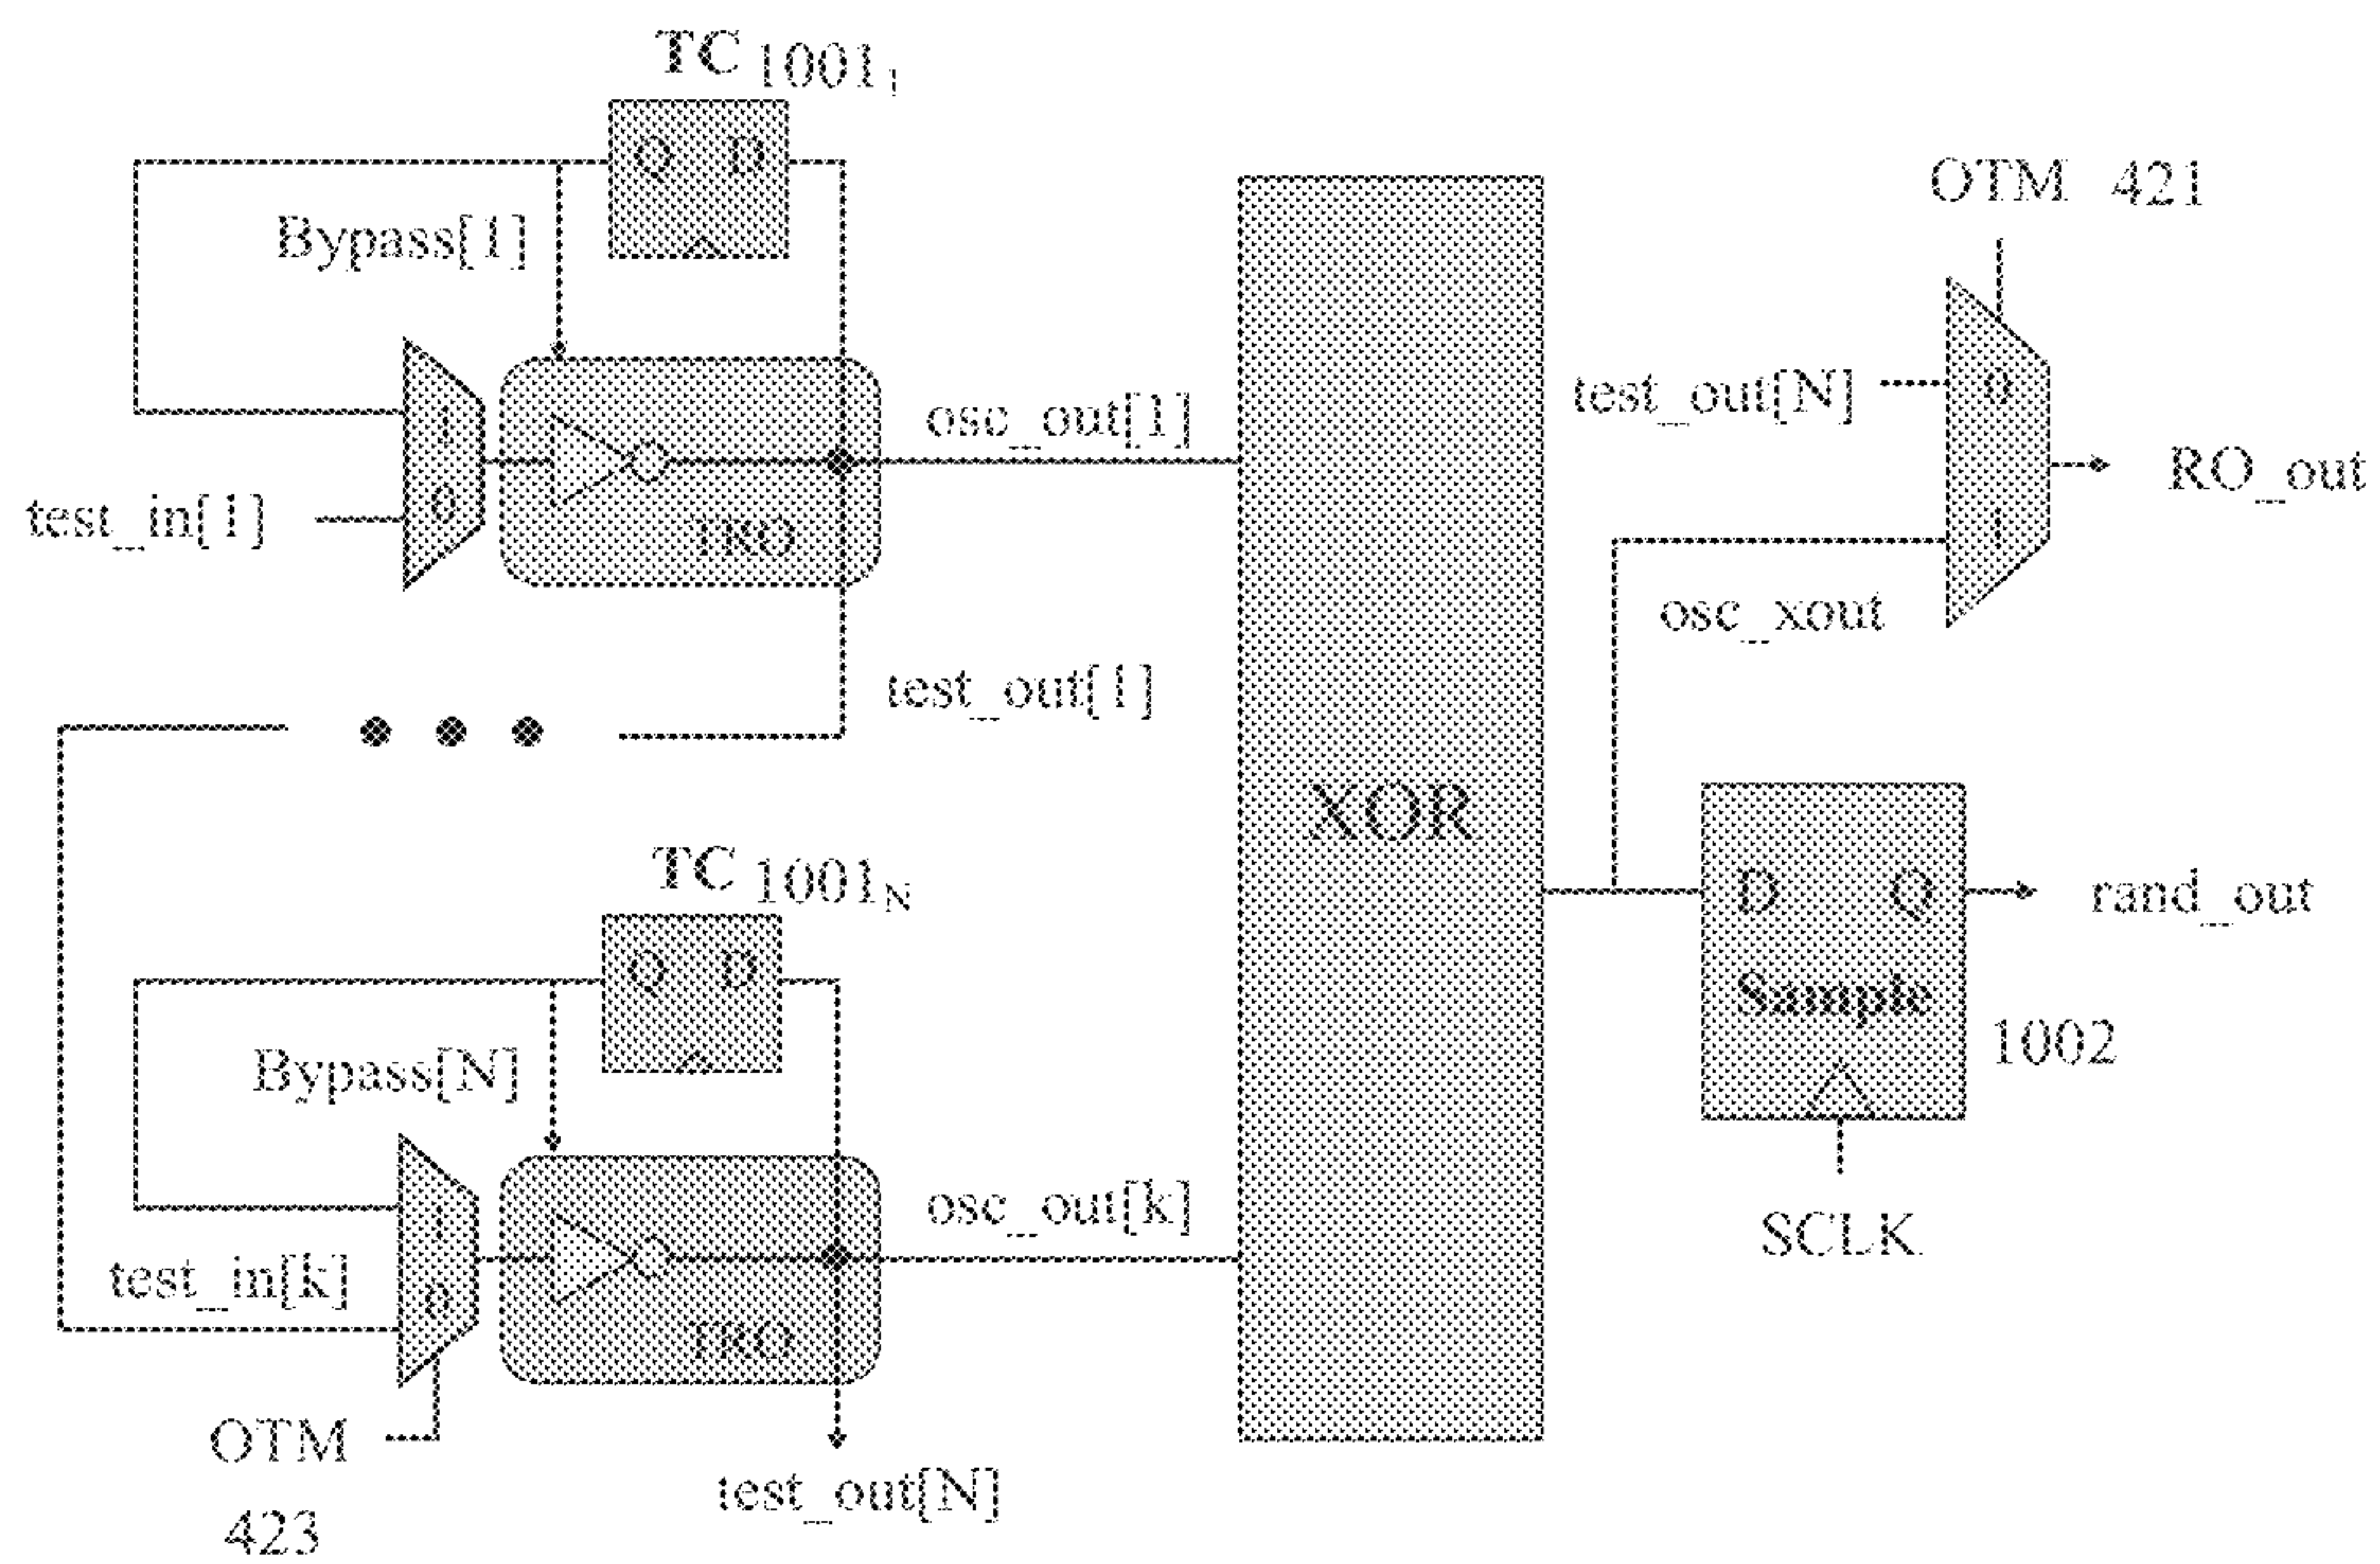 TC 1001₁
Q D
OTM 421
Bypass[1]
test_out[N]
0
1
osc_out[1]
RO_out
0
test_in[1]
TRO
1
osc_xout
test_out[1]
XOR
TC 1001N
D Q
rand_out
Q D
Sample
1002
Bypass[N]
osc_out[k]
1
SCLK
test_in[k]
0
TRO
OTM
test_out[N]
423